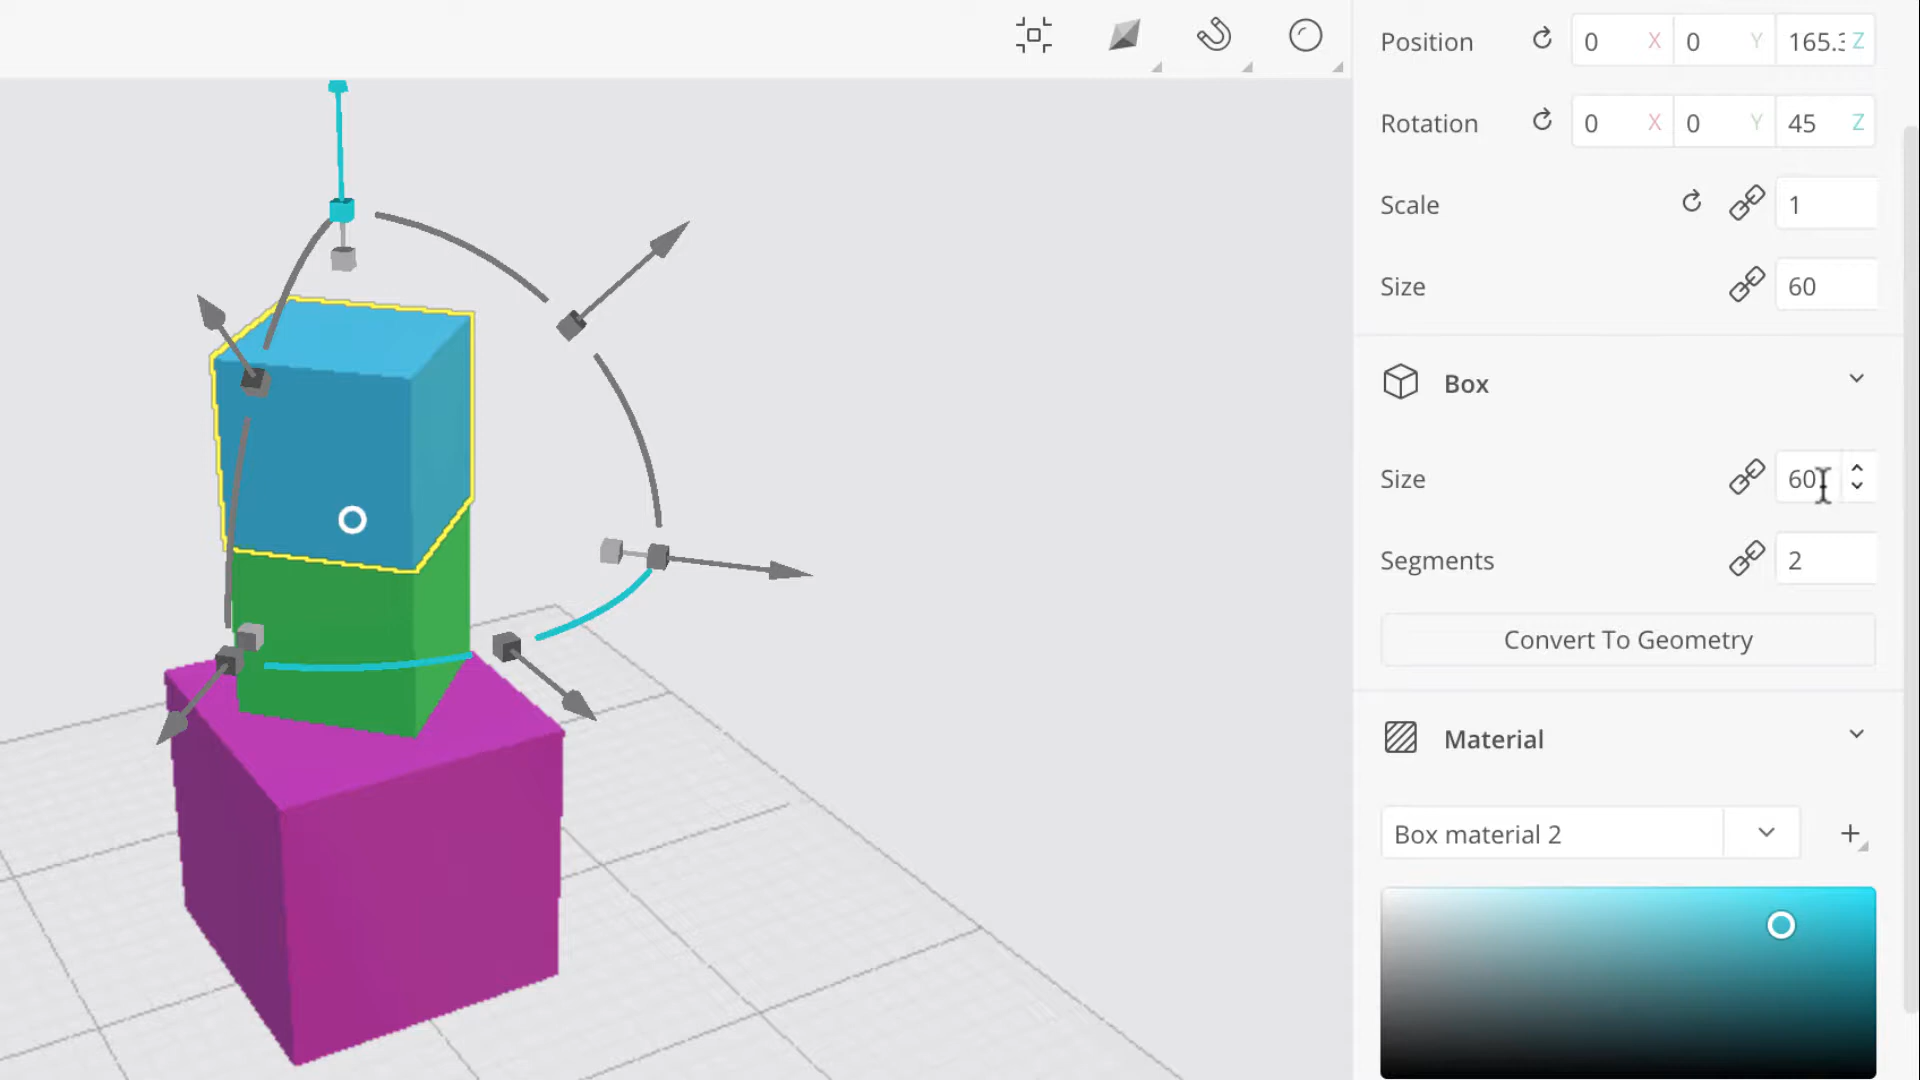 Position 0 X 0 Y 165.3 Z
Rotation 0 X 0 Y 45 Z
Scale 1
Size 60
Box
Size 60
Segments 2
Convert To Geometry
Material
Box material 2